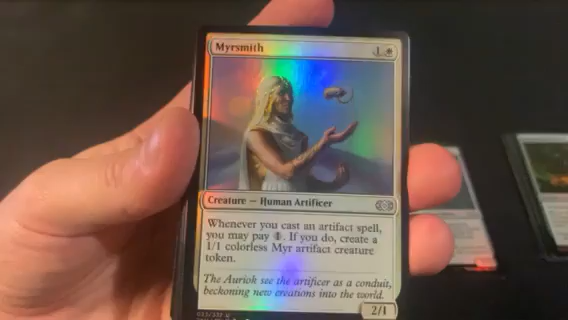 Myrsmith 1
Creature — Human Artificer
Whenever you cast an artifact spell,
you may pay 1. If you do, create a
1/1 colorless Myr artifact creature
token.
The Auriok see the artificer as a conduit,
beckoning new creations into the world.
2/1